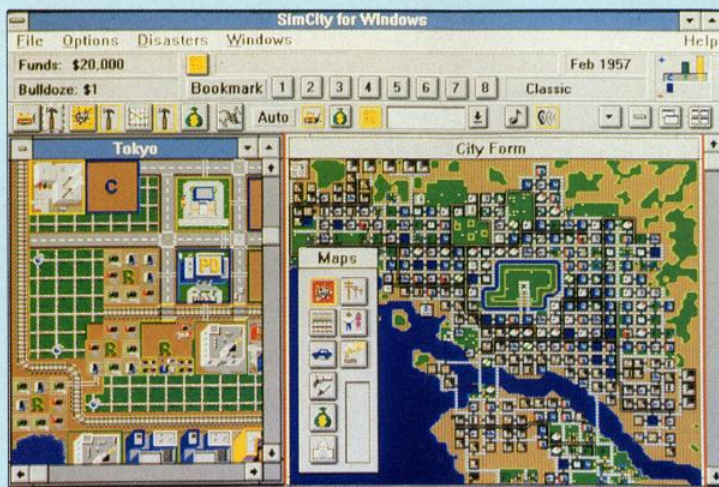 SimCity for Windows
File Options Disasters Windows Help
Funds: $20,000 Feb 1957
Bulldoze: $1 Bookmark 1 2 3 4 5 6 7 8 Classic
Auto
Tokyo City Form
C
PD
Maps
R
R
R
R